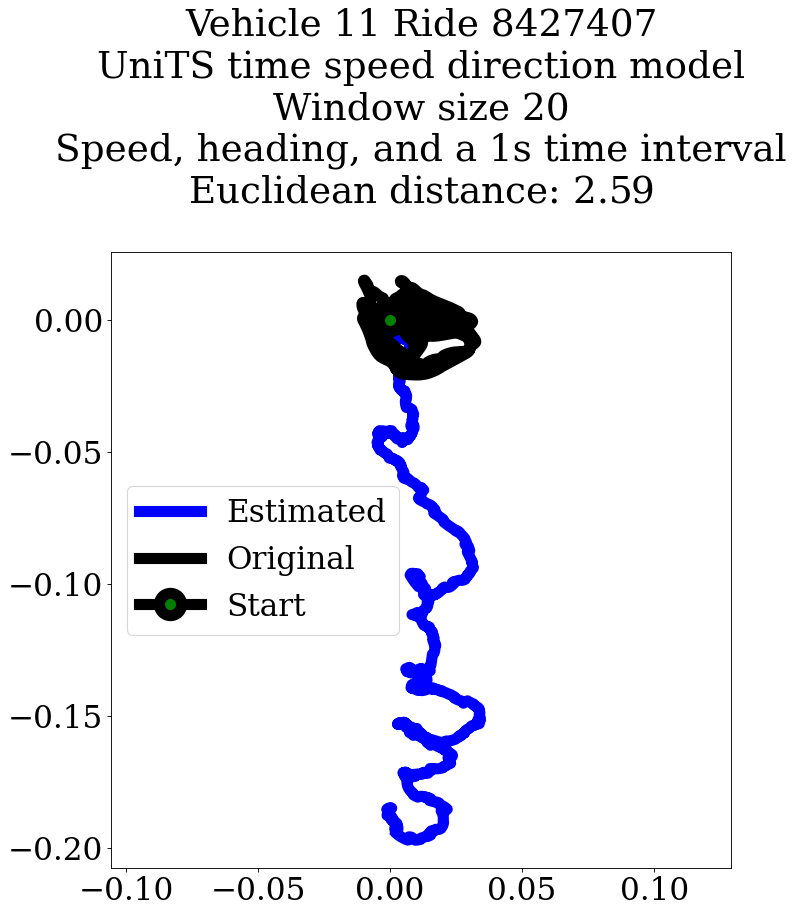 Vehicle 11 Ride 8427407
UniTS time speed direction model
Window size 20
Speed, heading, and a 1s time interval
Euclidean distance: 2.59
0.00
−0.05
−0.10
−0.15
−0.20
Estimated
Original
Start
−0.10
−0.05
0.00
0.05
0.10